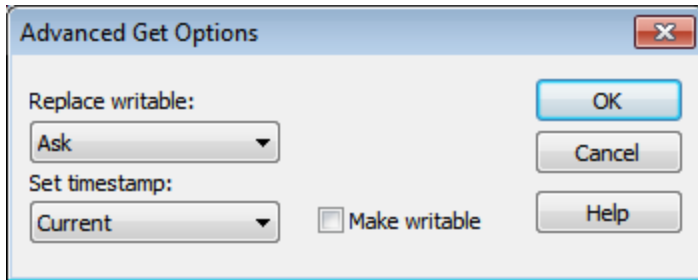 Advanced Get Options
Replace writable:
Ask
Set timestamp:
Current
Make writable
OK
Cancel
Help